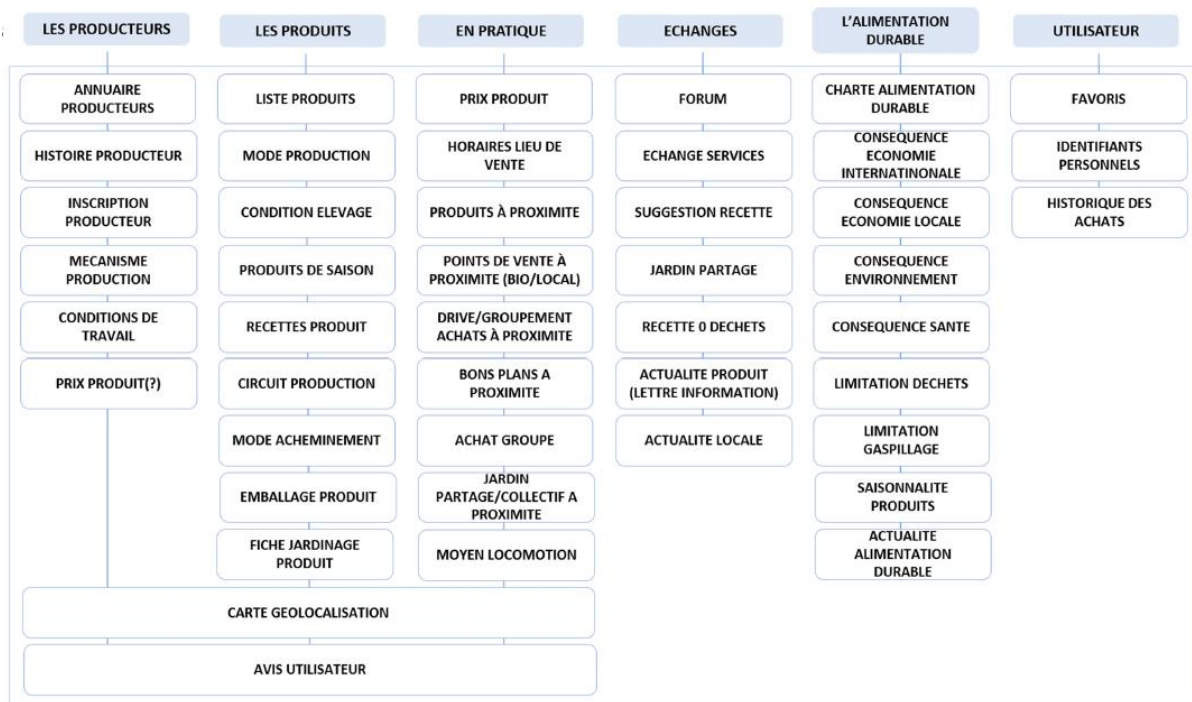 LES PRODUCTEURS
LES PRODUITS
EN PRATIQUE
ECHANGES
L'ALIMENTATION
DURABLE
UTILISATEUR
ANNUAIRE
PRODUCTEURS
HISTOIRE PRODUCTEUR
INSCRIPTION
PRODUCTEUR
MECANISME
PRODUCTION
CONDITIONS DE
TRAVAIL
PRIX PRODUIT(?)
LISTE PRODUITS
MODE PRODUCTION
CONDITION ELEVAGE
PRODUITS DE SAISON
RECETTES PRODUIT
CIRCUIT PRODUCTION
MODE ACHEMINEMENT
EMBALLAGE PRODUIT
FICHE JARDINAGE
PRODUIT
PRIX PRODUIT
HORAIRES LIEU DE
VENTE
PRODUITS À PROXIMITE
POINTS DE VENTE À
PROXIMITE (BIO/LOCAL)
DRIVE/GROUPEMENT
ACHATS À PROXIMITE
BONS PLANS A
PROXIMITE
ACHAT GROUPE
JARDIN
PARTAGE/COLLECTIF A
PROXIMITE
MOYEN LOCOMOTION
FORUM
ECHANGE SERVICES
SUGGESTION RECETTE
JARDIN PARTAGE
RECETTE 0 DECHETS
ACTUALITE PRODUIT
(LETTRE INFORMATION)
ACTUALITE LOCALE
CHARTE ALIMENTATION
DURABLE
CONSEQUENCE
ECONOMIE
INTERNATINONALE
CONSEQUENCE
ECONOMIE LOCALE
CONSEQUENCE
ENVIRONNEMENT
CONSEQUENCE SANTE
LIMITATION DECHETS
LIMITATION
GASPILLAGE
SAISONNALITE
PRODUITS
ACTUALITE
ALIMENTATION
DURABLE
FAVORIS
IDENTIFIANTS
PERSONNELS
HISTORIQUE DES
ACHATS
CARTE GEOLOCALISATION
AVIS UTILISATEUR